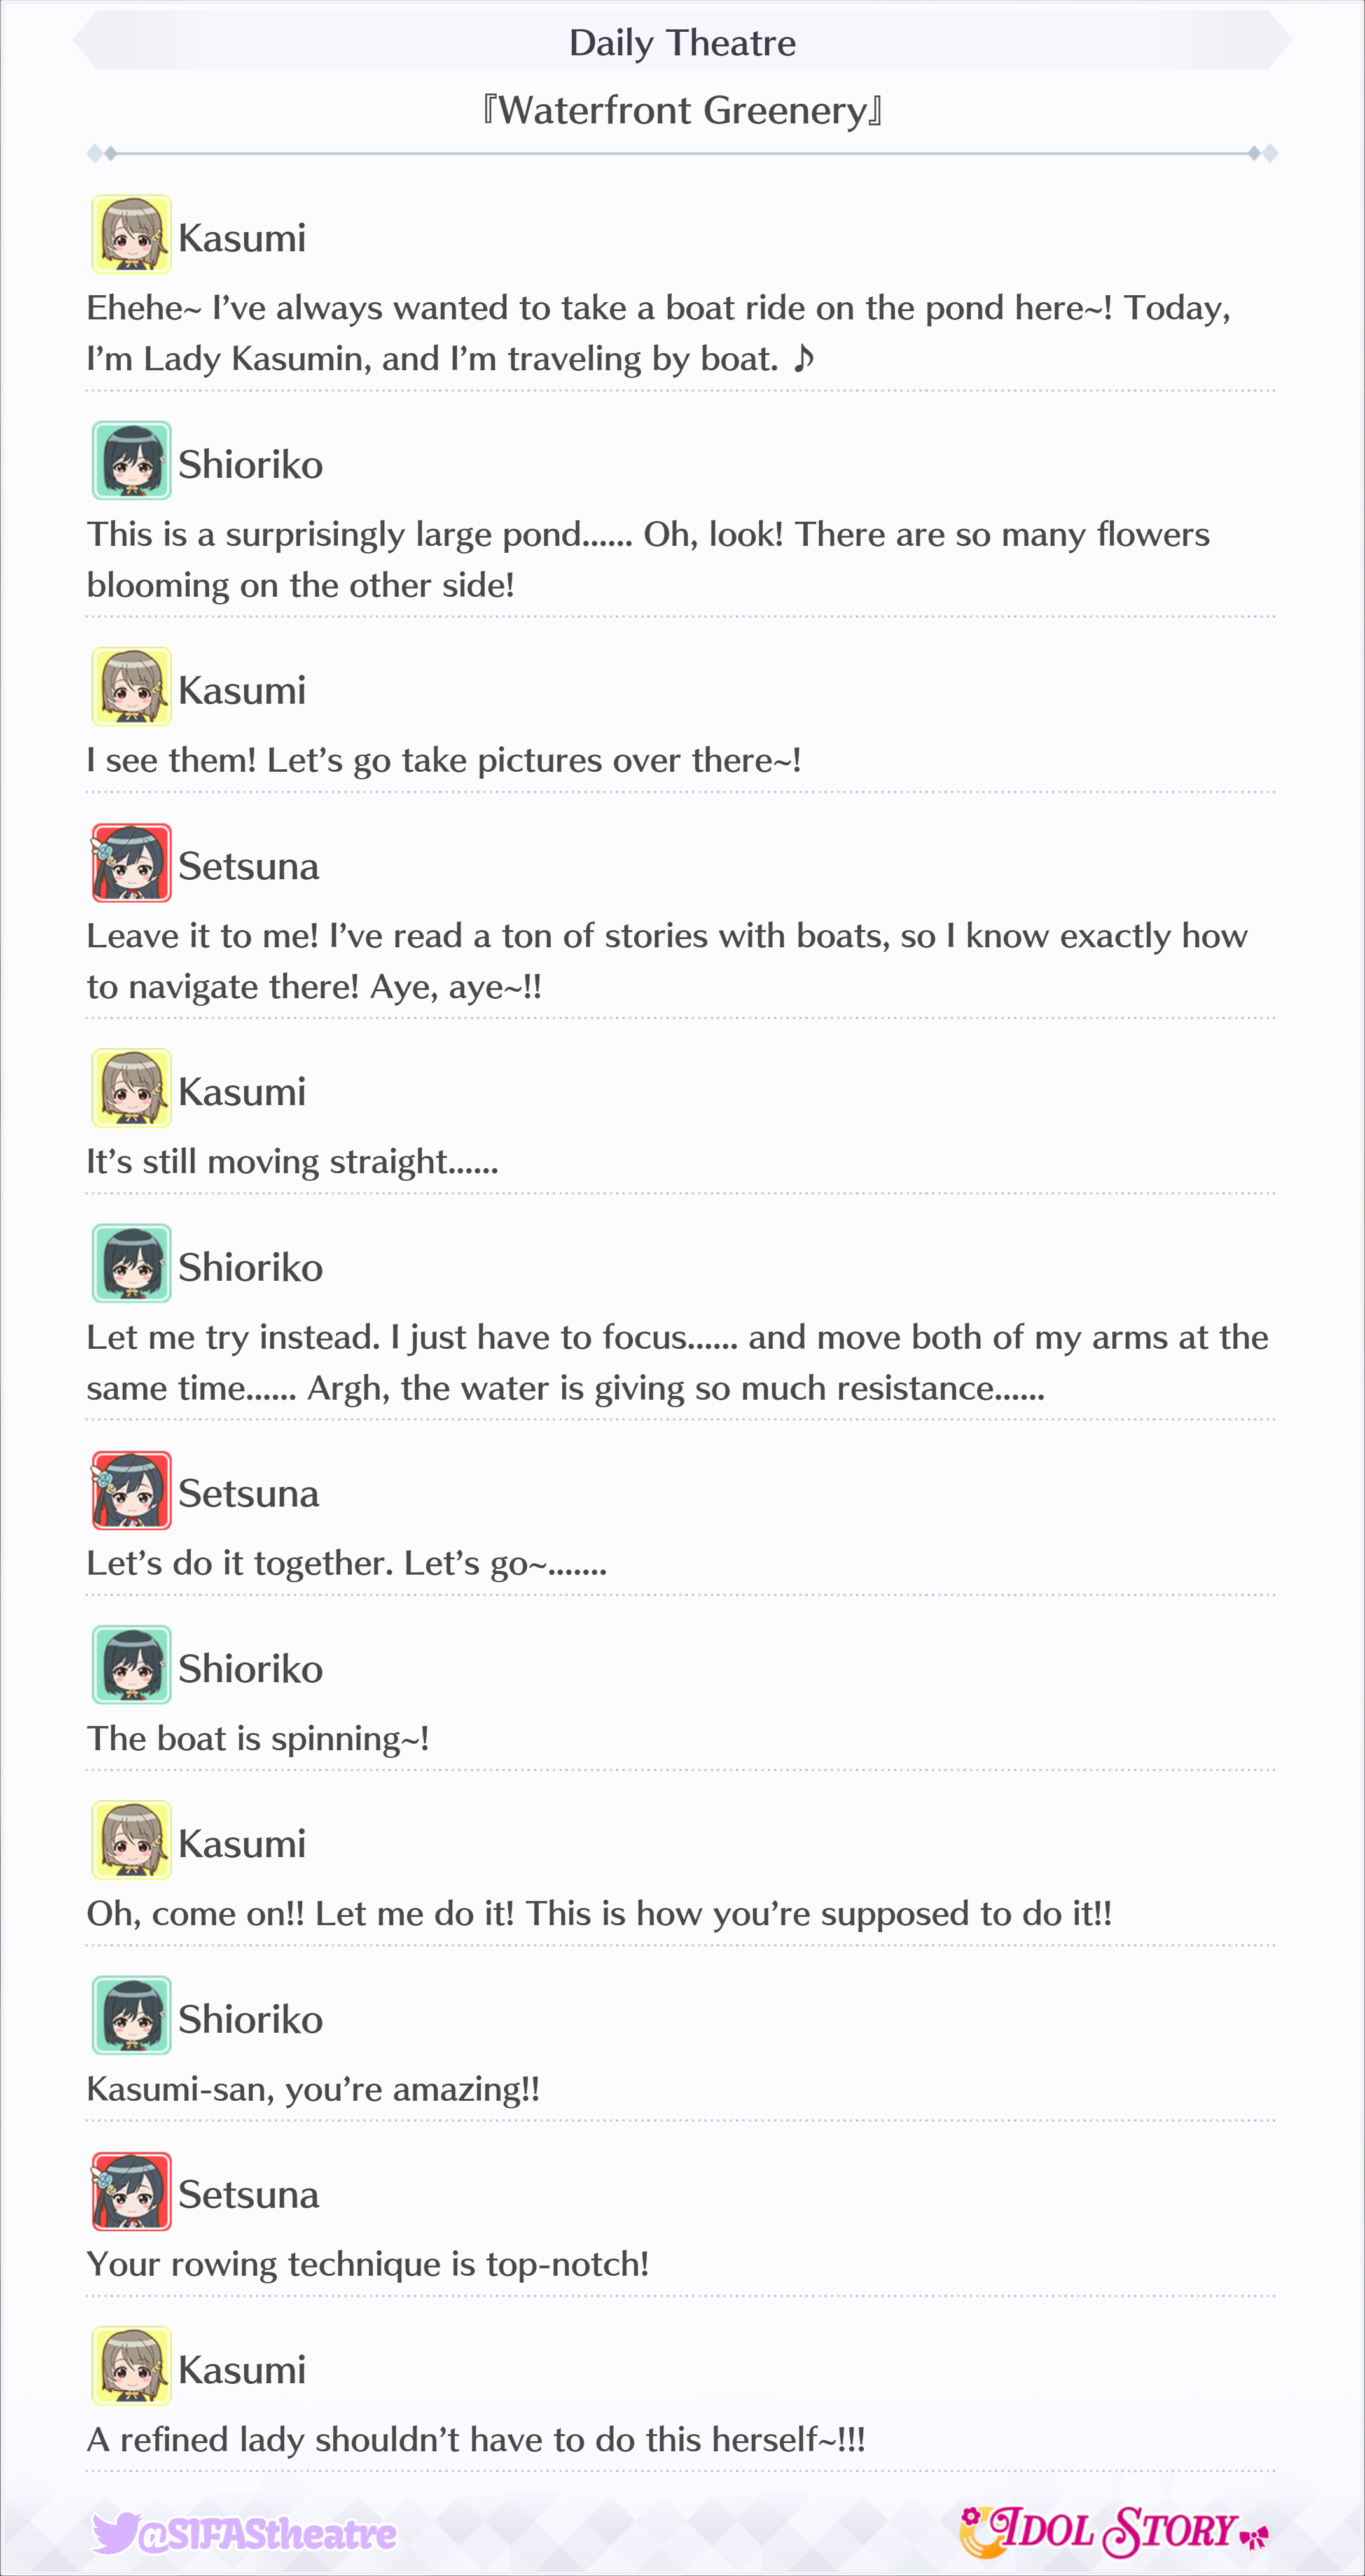 Daily Theatre
『Waterfront Greenery』
Kasumi
Ehehe~ I've always wanted to take a boat ride on the pond here~! Today,
I'm Lady Kasumin, and I'm traveling by boat. ♪
Shioriko
This is a surprisingly large pond...... Oh, look! There are so many flowers
blooming on the other side!
Kasumi
I see them! Let's go take pictures over there~!
Setsuna
Leave it to me! I've read a ton of stories with boats, so I know exactly how
to navigate there! Aye, aye~!!
Kasumi
It's still moving straight......
Shioriko
Let me try instead. I just have to focus...... and move both of my arms at the
same time...... Argh, the water is giving so much resistance......
Setsuna
Let's do it together. Let's go~.......
Shioriko
The boat is spinning~!
Kasumi
Oh, come on!! Let me do it! This is how you're supposed to do it!!
Shioriko
Kasumi-san, you're amazing!!
Setsuna
Your rowing technique is top-notch!
Kasumi
A refined lady shouldn't have to do this herself~!!!
@SIFAStheatre
IDOL STORY